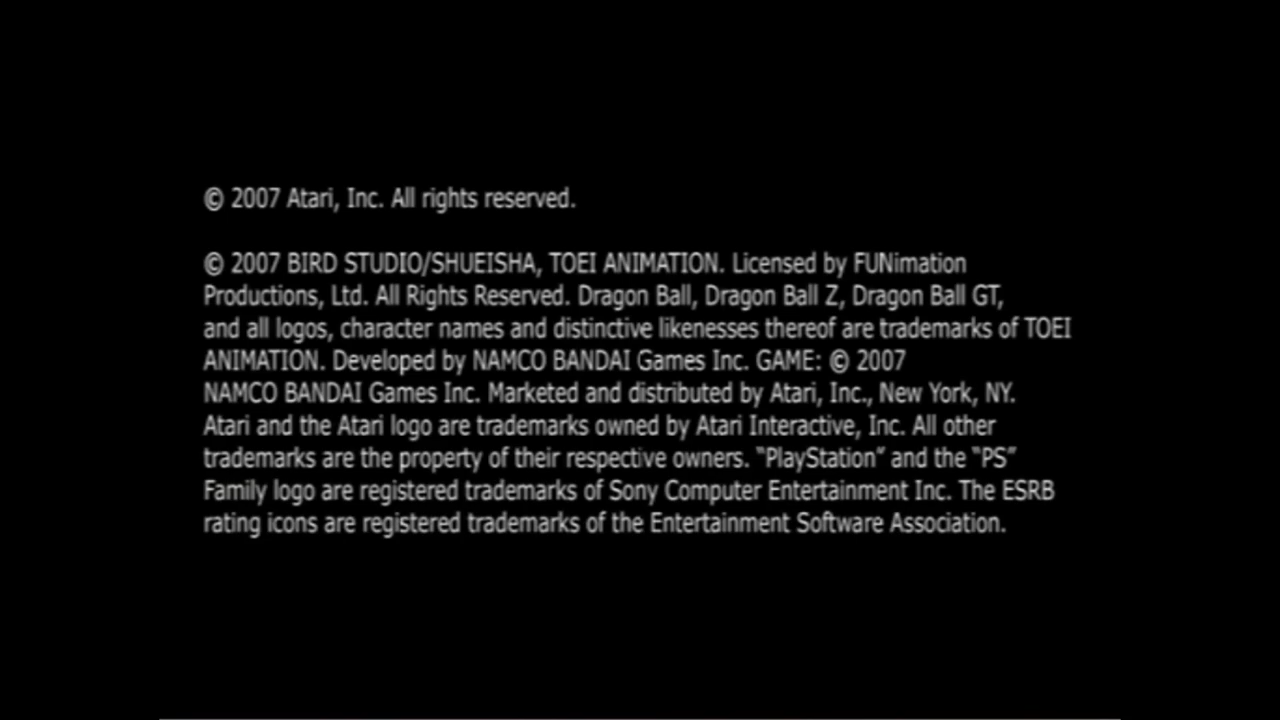 © 2007 Atari, Inc. All rights reserved.
© 2007 BIRD STUDIO/SHUEISHA, TOEI ANIMATION. Licensed by FUNimation
Productions, Ltd. All Rights Reserved. Dragon Ball, Dragon Ball Z, Dragon Ball GT,
and all logos, character names and distinctive likenesses thereof are trademarks of TOEI
ANIMATION. Developed by NAMCO BANDAI Games Inc. GAME: © 2007
NAMCO BANDAI Games Inc. Marketed and distributed by Atari, Inc., New York, NY.
Atari and the Atari logo are trademarks owned by Atari Interactive, Inc. All other
trademarks are the property of their respective owners. “PlayStation” and the “PS”
Family logo are registered trademarks of Sony Computer Entertainment Inc. The ESRB
rating icons are registered trademarks of the Entertainment Software Association.